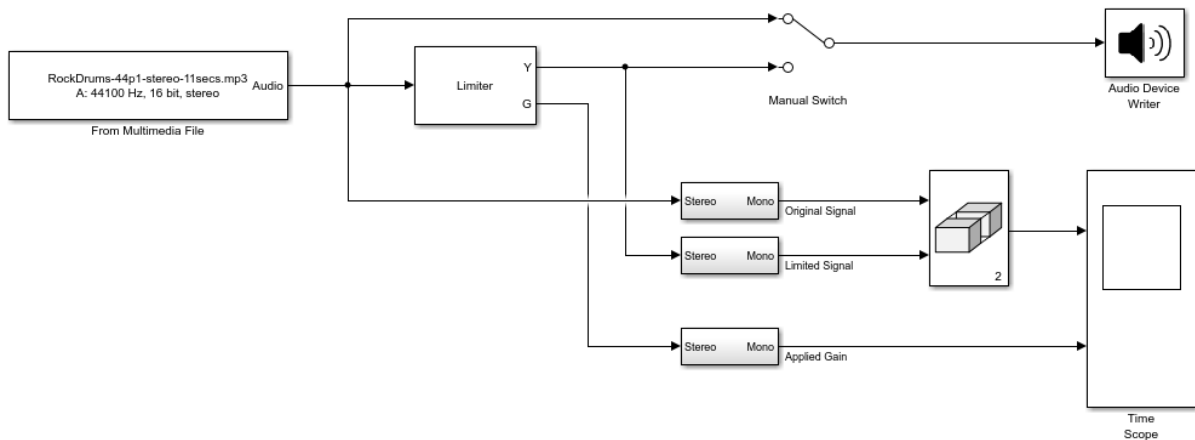 RockDrums-44p1-stereo-11secs.mp3
A: 44100 Hz, 16 bit, stereo
Audio
From Multimedia File
Limiter
Y
G
Manual Switch
Audio Device
Writer
Stereo Mono
Original Signal
Stereo Mono
Limited Signal
2
Stereo Mono
Applied Gain
Time
Scope